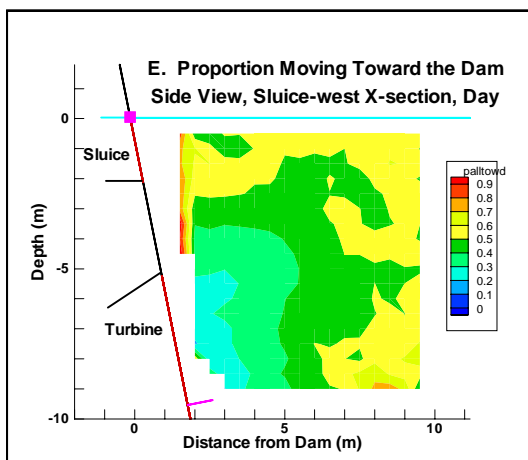 E. Proportion Moving Toward the Dam
Side View, Sluice-west X-section, Day
0
Sluice
palltowd
0.9
0.8
0.7
0.6
0.5
0.4
0.3
0.2
0.1
0
Depth (m)
-5
Turbine
-10
0 5 10
Distance from Dam (m)